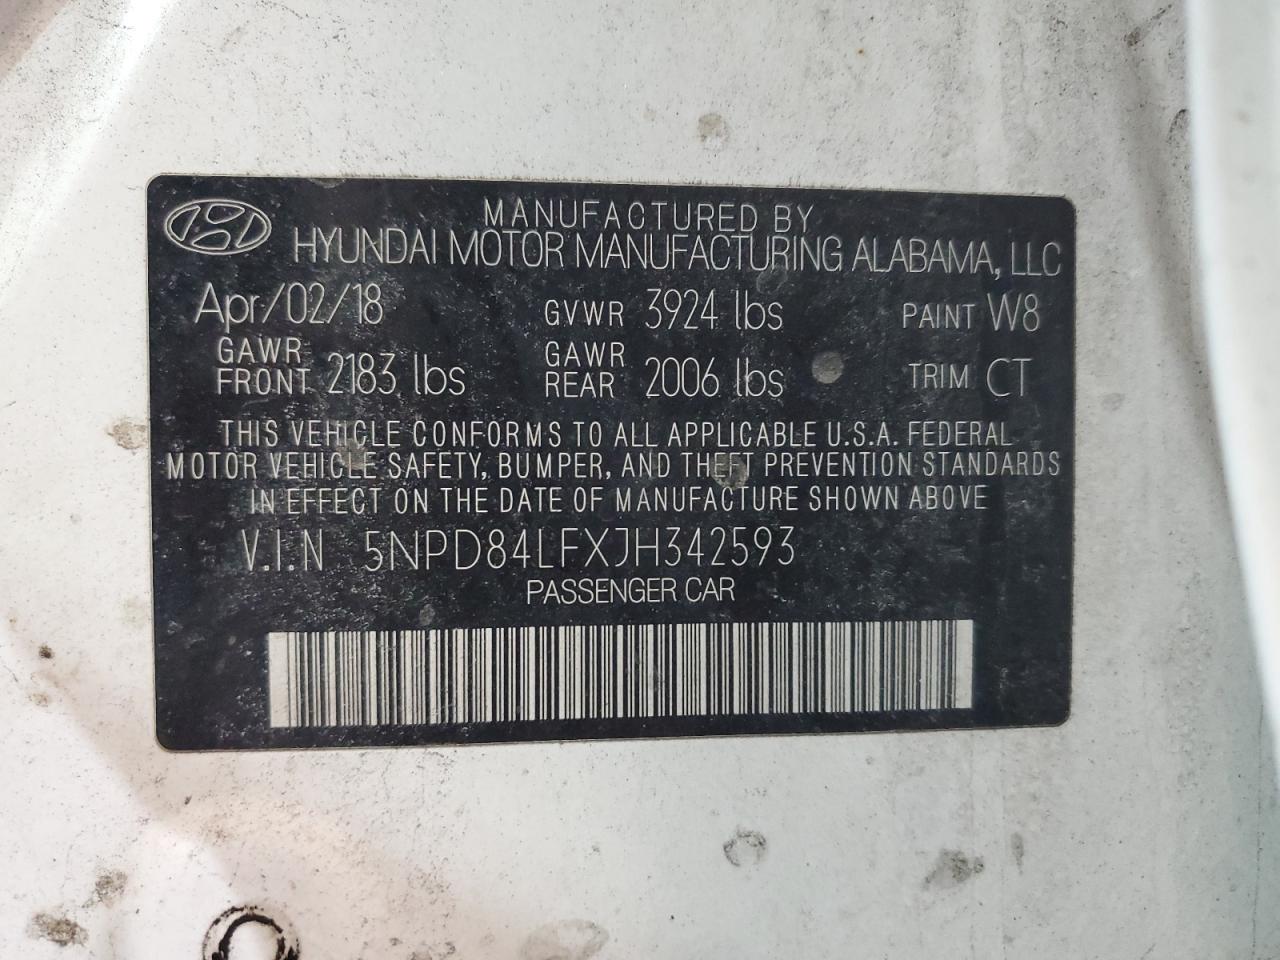 MANUFACTURED BY
HYUNDAI MOTOR MANUFACTURING ALABAMA, LLC
Apr/02/18 GVWR 3924 lbs PAINT W8
GAWR FRONT 2183 lbs GAWR REAR 2006 lbs TRIM CT
THIS VEHICLE CONFORMS TO ALL APPLICABLE U.S.A. FEDERAL
MOTOR VEHICLE SAFETY, BUMPER, AND THEFT PREVENTION STANDARDS
IN EFFECT ON THE DATE OF MANUFACTURE SHOWN ABOVE
V.I.N 5NPD84LFXJH342593
PASSENGER CAR